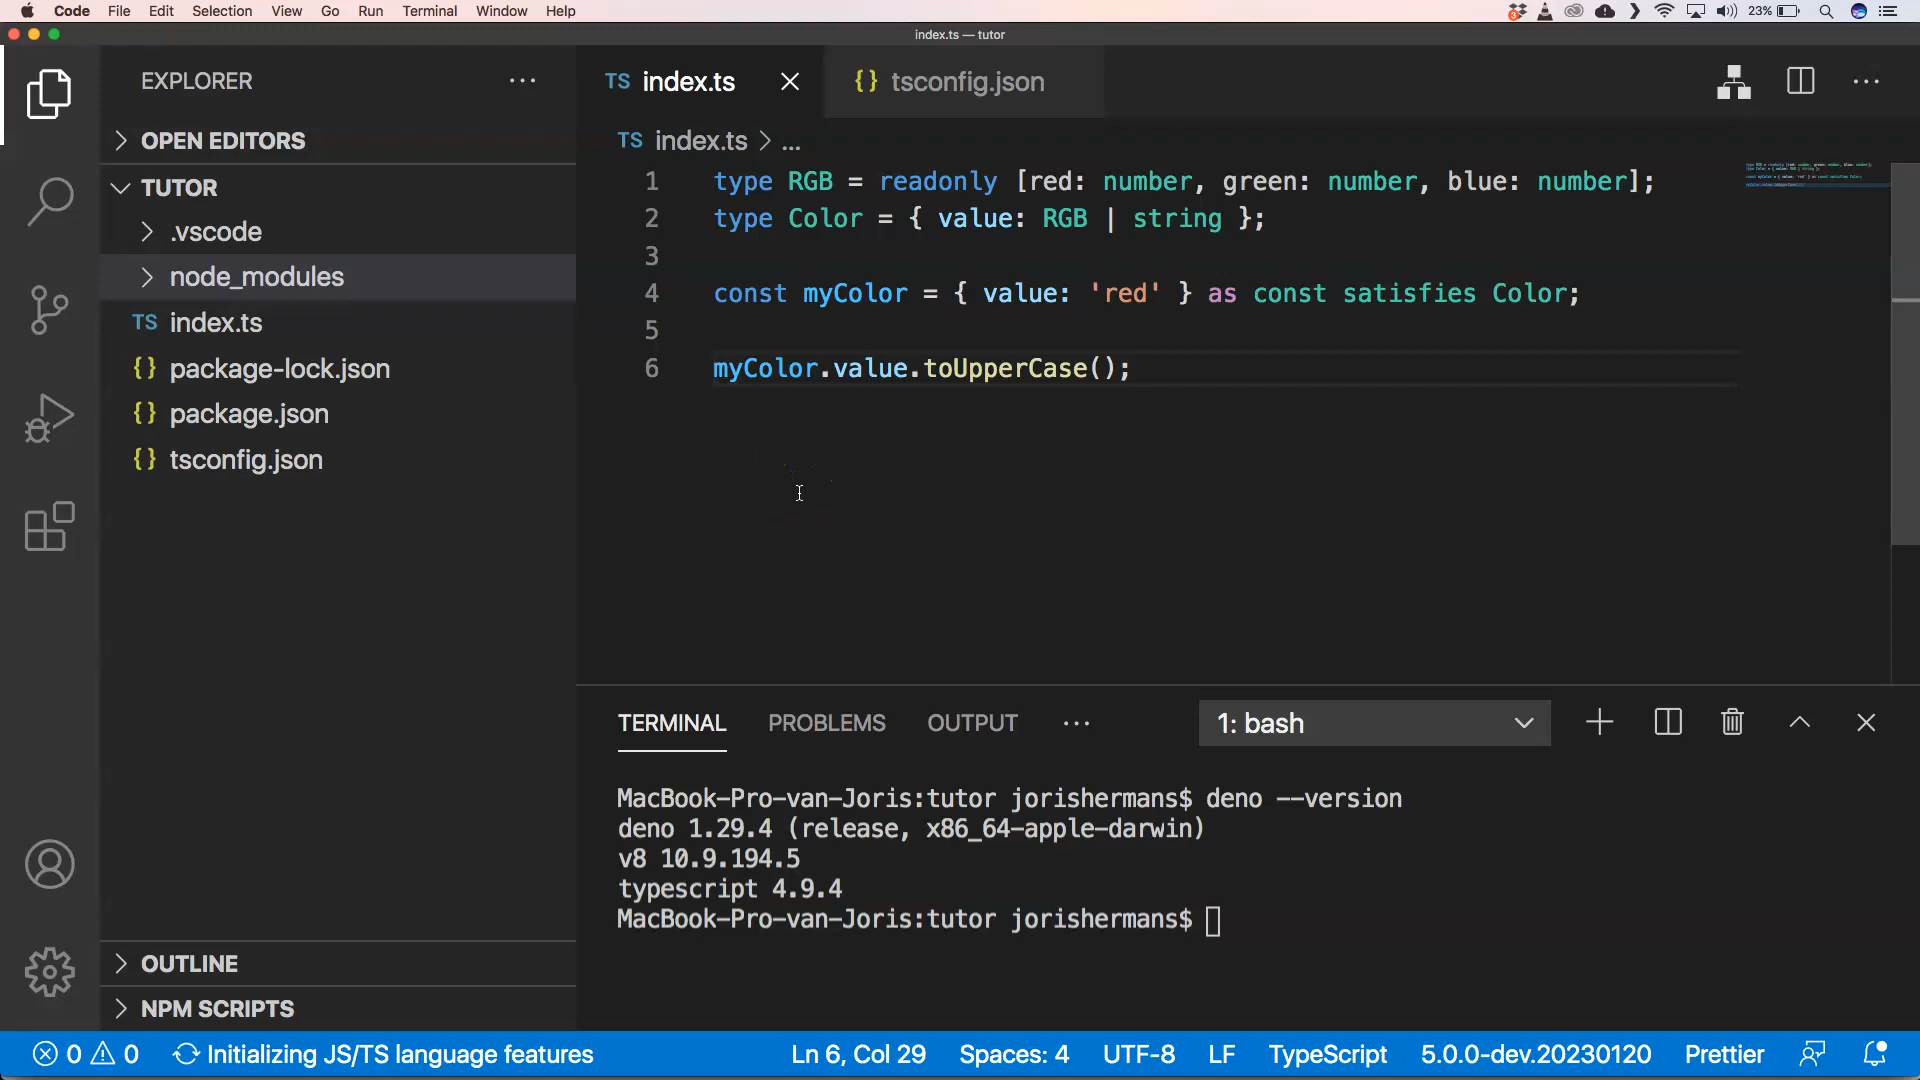 Code File Edit Selection View Go Run Terminal Window Help
3
23%
index.ts — tutor
EXPLORER
OPEN EDITORS
TUTOR
.vscode
node_modules
TS index.ts
{} package-lock.json
{} package.json
{} tsconfig.json
OUTLINE
NPM SCRIPTS
TS index.ts
{} tsconfig.json
TS index.ts > ...
1 type RGB = readonly [red: number, green: number, blue: number];
2 type Color = { value: RGB | string };
3
4 const myColor = { value: 'red' } as const satisfies Color;
5
6 myColor.value.toUpperCase();
TERMINAL PROBLEMS OUTPUT ...
1: bash
MacBook-Pro-van-Joris:tutor jorishermans$ deno --version
deno 1.29.4 (release, x86_64-apple-darwin)
v8 10.9.194.5
typescript 4.9.4
MacBook-Pro-van-Joris:tutor jorishermans$
0 0 Initializing JS/TS language features
Ln 6, Col 29 Spaces: 4 UTF-8 LF TypeScript 5.0.0-dev.20230120 Prettier